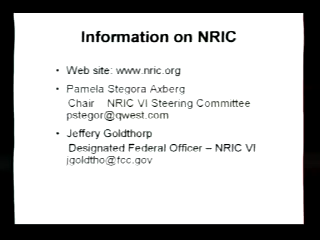 Information on NRIC
• Web site: www.nric.org
• Pamela Stegora Axberg
Chair NRIC VI Steering Committee
pstegor@qwest.com
• Jeffery Goldthorp
Designated Federal Officer – NRIC VI
jgoldtho@fcc.gov